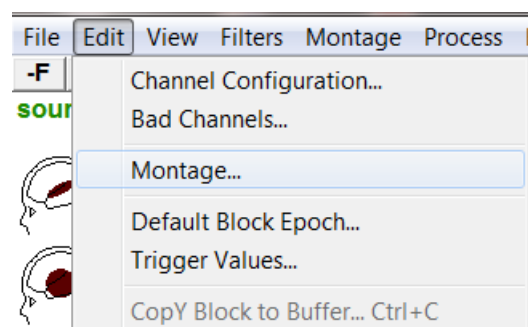 File Edit View Filters Montage Process
-F
Channel Configuration...
sour
Bad Channels...
Montage...
Default Block Epoch...
Trigger Values...
CopY Block to Buffer... Ctrl+C